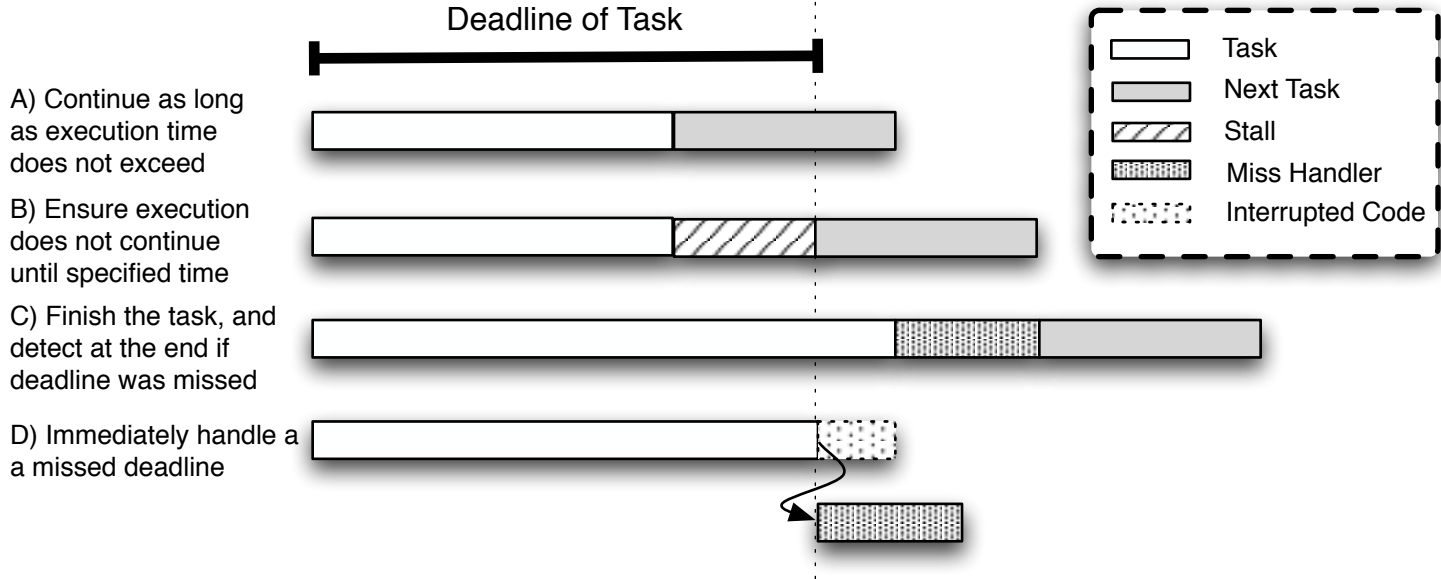 Deadline of Task
A) Continue as long
as execution time
does not exceed
B) Ensure execution
does not continue
until specified time
C) Finish the task, and
detect at the end if
deadline was missed
D) Immediately handle a
a missed deadline
Task
Next Task
Stall
Miss Handler
Interrupted Code